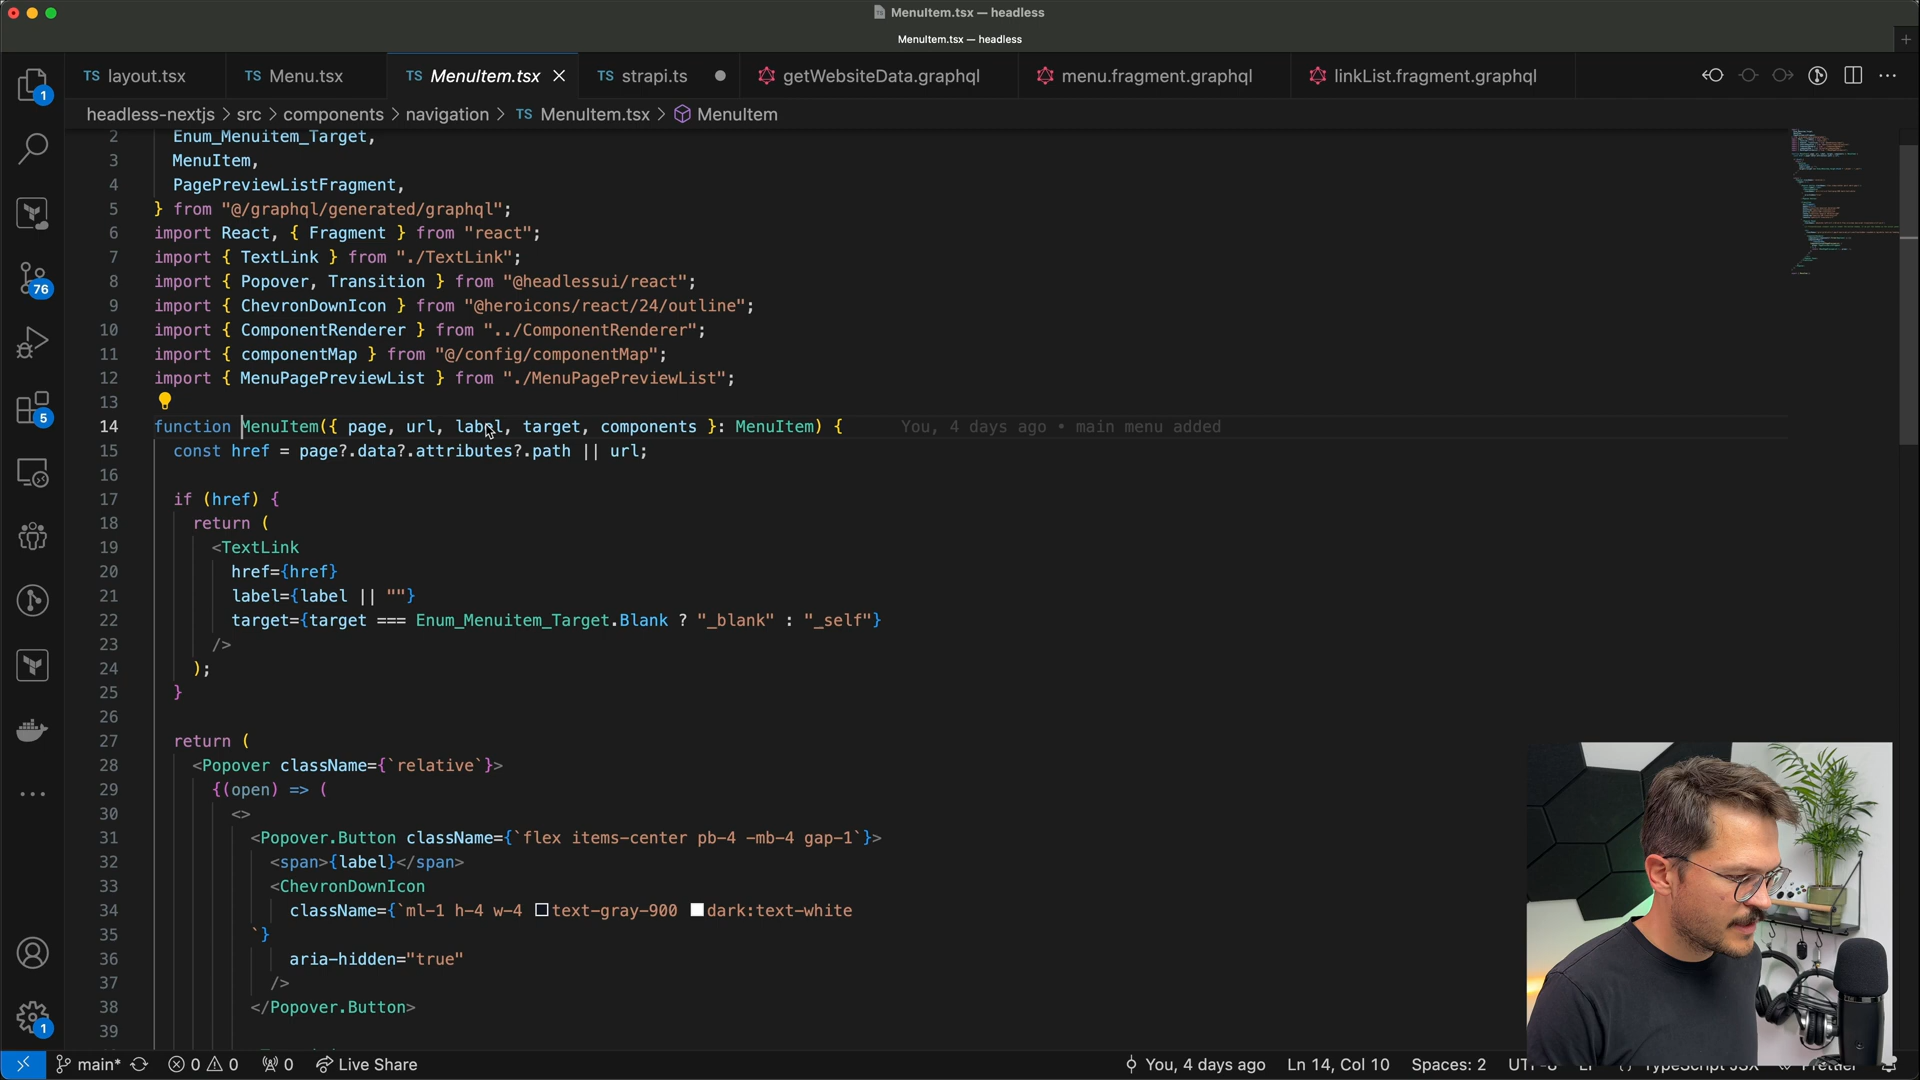 MenuItem.tsx — headless
MenuItem.tsx — headless
TS layout.tsx
TS Menu.tsx
TS MenuItem.tsx
TS strapi.ts
getWebsiteData.graphql
menu.fragment.graphql
linkList.fragment.graphql
headless-nextjs > src > components > navigation > TS MenuItem.tsx > MenuItem
1
76
5
1
2 Enum_Menuitem_Target,
3 MenuItem,
4 PagePreviewListFragment,
5 } from "@/graphql/generated/graphql";
6 import React, { Fragment } from "react";
7 import { TextLink } from "./TextLink";
8 import { Popover, Transition } from "@headlessui/react";
9 import { ChevronDownIcon } from "@heroicons/react/24/outline";
10 import { ComponentRenderer } from "../ComponentRenderer";
11 import { componentMap } from "@/config/componentMap";
12 import { MenuPagePreviewList } from "./MenuPagePreviewList";
13
14 function MenuItem({ page, url, label, target, components }: MenuItem) { You, 4 days ago • main menu added
15 const href = page?.data?.attributes?.path || url;
16
17 if (href) {
18 return (
19 <TextLink
20 href={href}
21 label={label || ""}
22 target={target === Enum_Menuitem_Target.Blank ? "_blank" : "_self"}
23 />
24 );
25 }
26
27 return (
28 <Popover className={`relative`}>
29 {(open) => (
30 <>
31 <Popover.Button className={`flex items-center pb-4 -mb-4 gap-1`}>
32 <span>{label}</span>
33 <ChevronDownIcon
34 className={`ml-1 h-4 w-4 text-gray-900 dark:text-white
35 `}
36 aria-hidden="true"
37 />
38 </Popover.Button>
39
main* 0 0 0 Live Share You, 4 days ago Ln 14, Col 10 Spaces: 2 UTF-8 LF {} TypeScript JSX Prettier